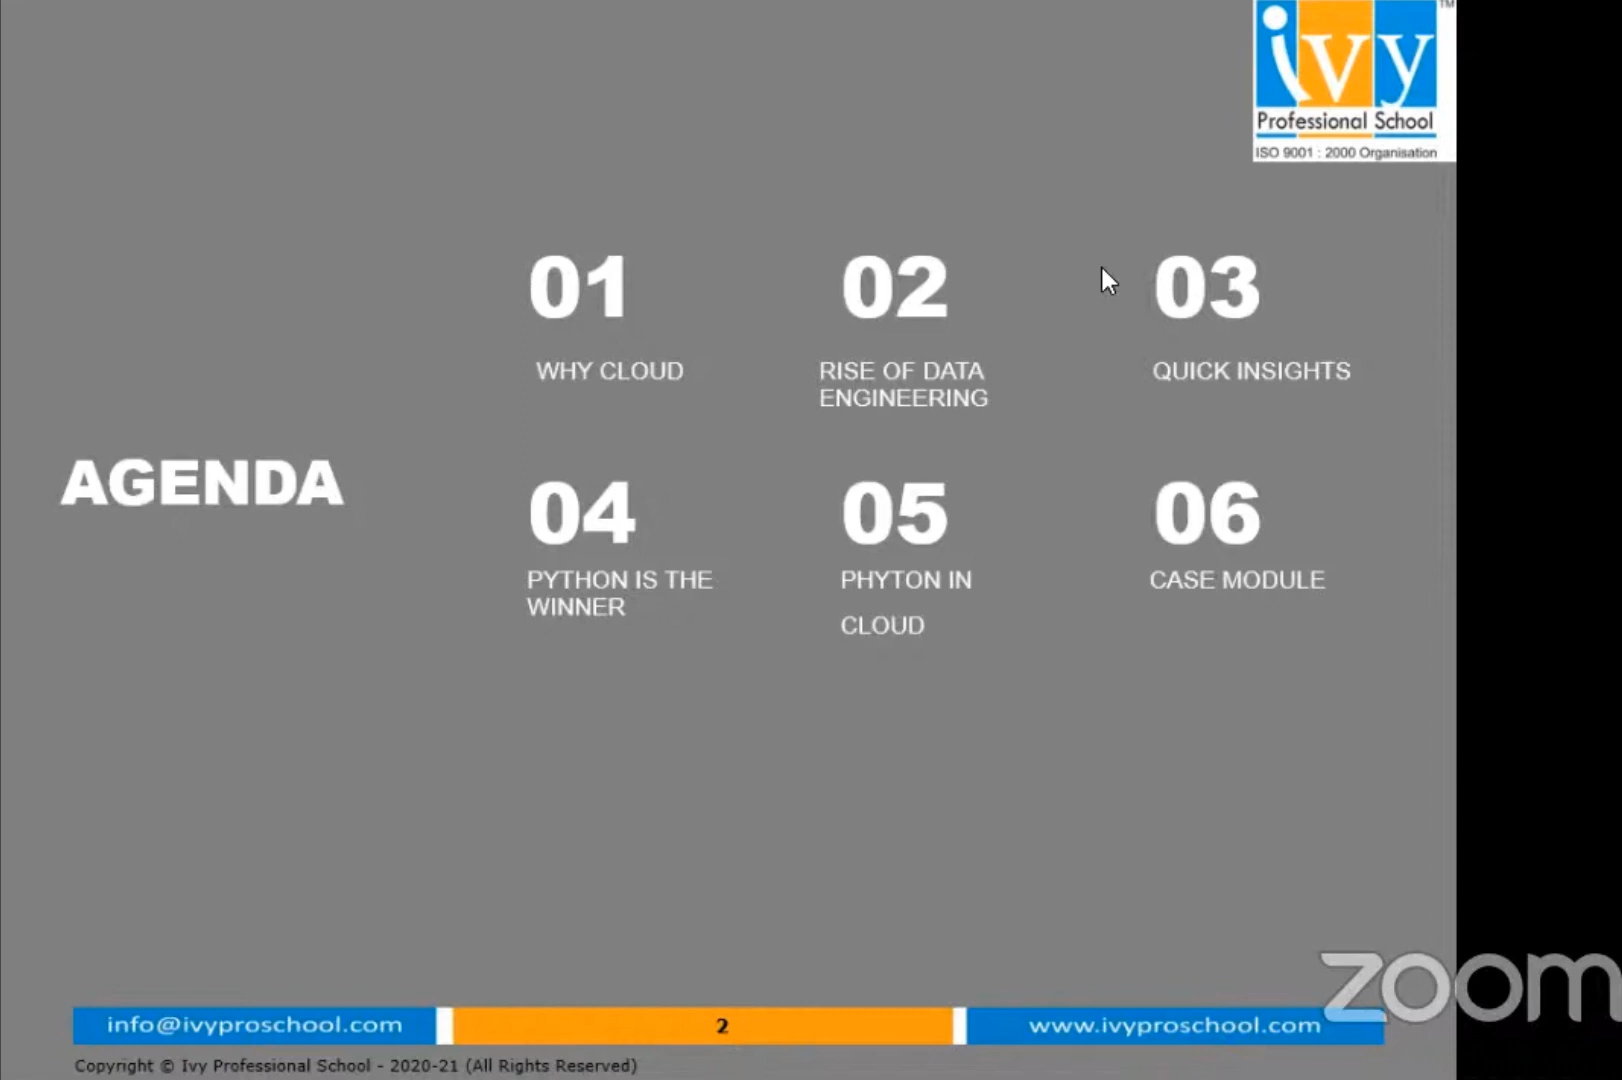 ivy
TM
Professional School
ISO 9001 : 2000 Organisation
01
WHY CLOUD
02
RISE OF DATA
ENGINEERING
03
QUICK INSIGHTS
AGENDA
04
PYTHON IS THE
WINNER
05
PHYTON IN
CLOUD
06
CASE MODULE
zoom
info@ivyproschool.com
2
www.ivyproschool.com
Copyright © Ivy Professional School - 2020-21 (All Rights Reserved)